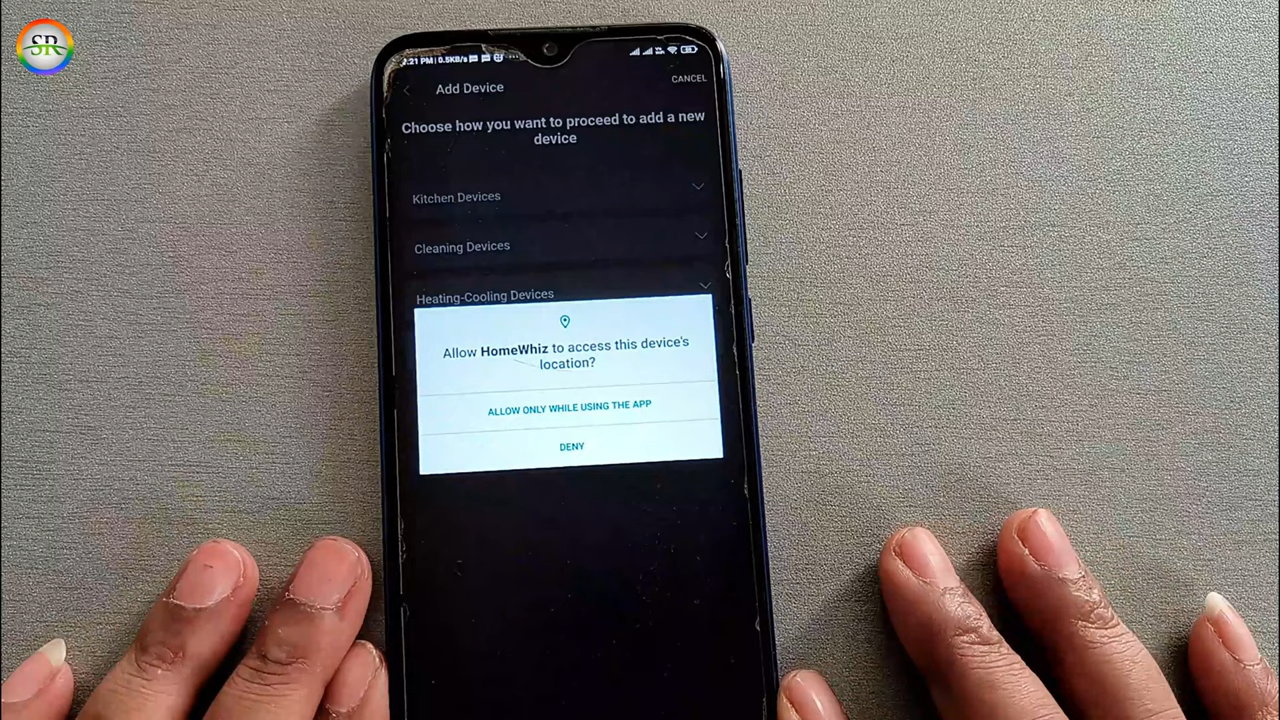 SR
2:21 PM | 0.5KB/s
Add Device
CANCEL
Choose how you want to proceed to add a new
device
Kitchen Devices
Cleaning Devices
Heating-Cooling Devices
Allow HomeWhiz to access this device's
location?
ALLOW ONLY WHILE USING THE APP
DENY